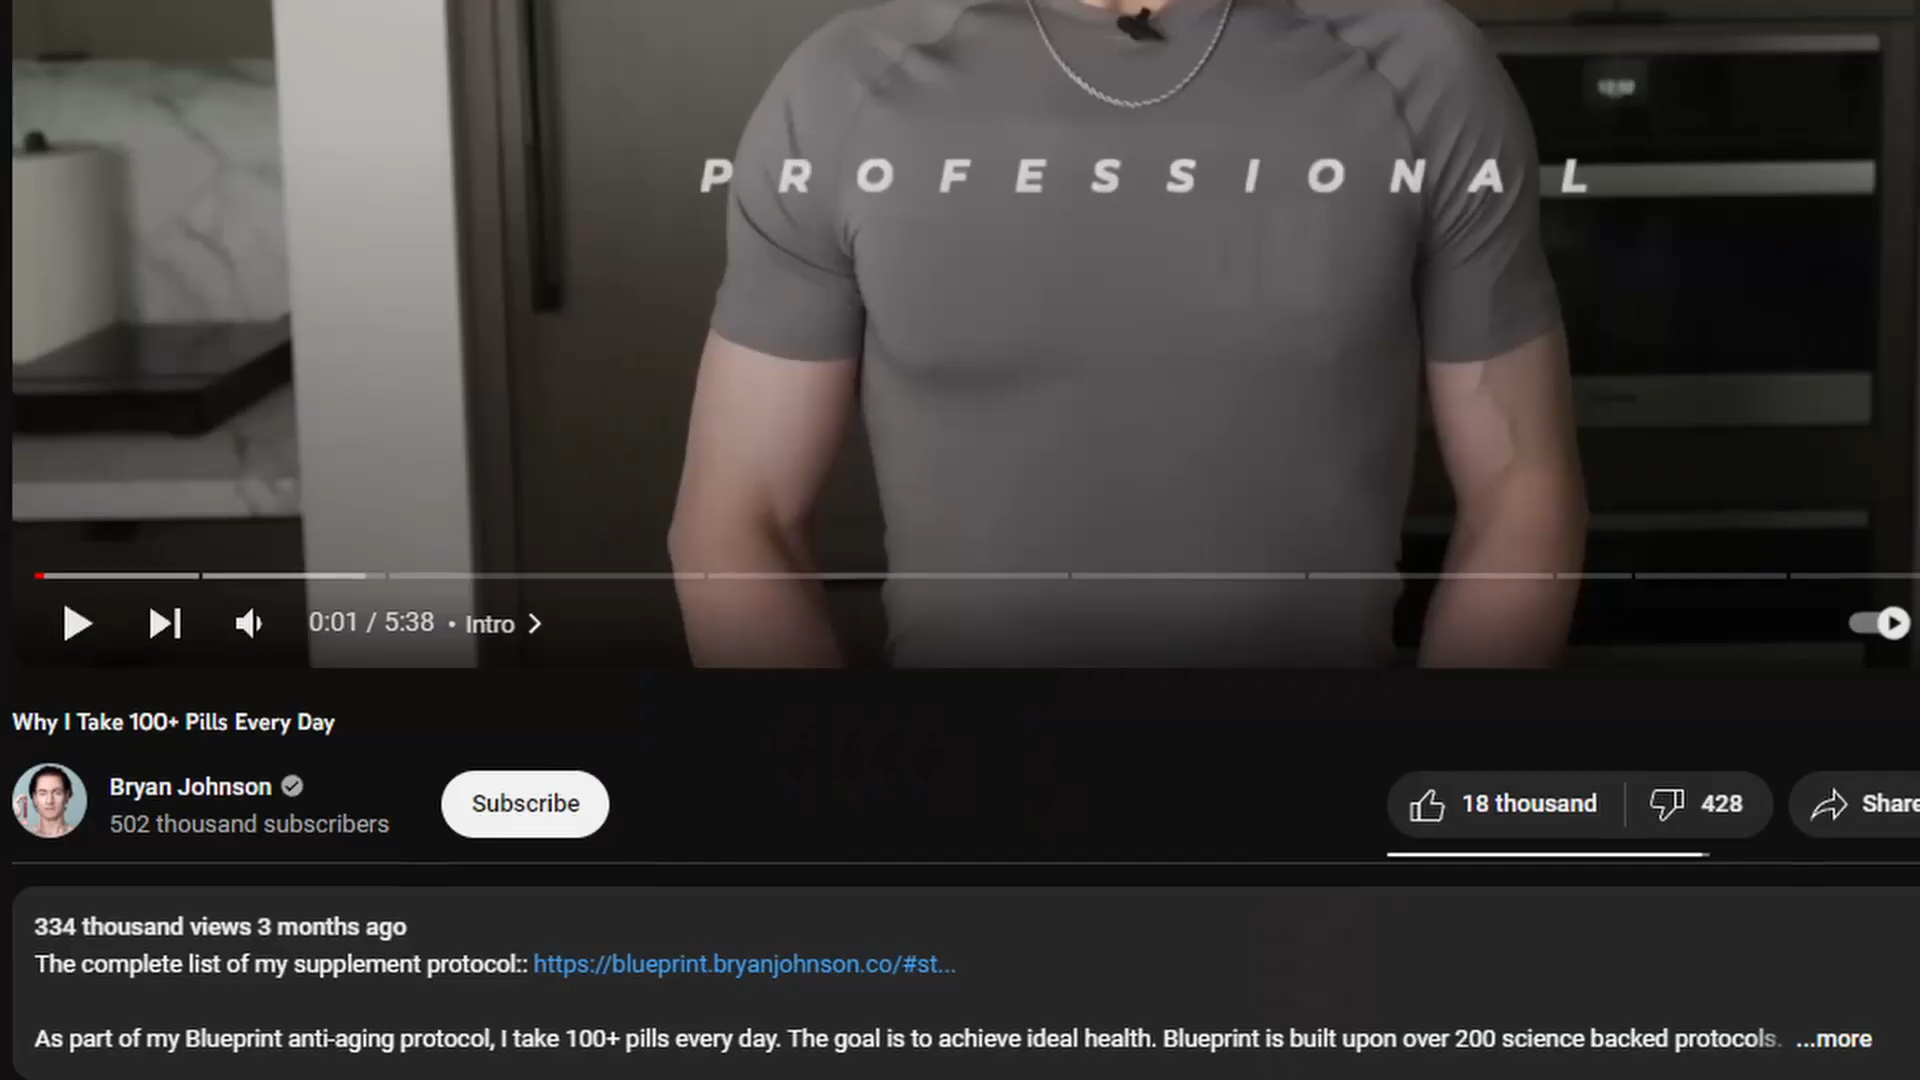 PROFESSIONAL
0:01 / 5:38 • Intro
Why I Take 100+ Pills Every Day
Bryan Johnson
502 thousand subscribers
Subscribe
18 thousand
428
Share
334 thousand views 3 months ago
The complete list of my supplement protocol:: https://blueprint.bryanjohnson.co/#st...
As part of my Blueprint anti-aging protocol, I take 100+ pills every day. The goal is to achieve ideal health. Blueprint is built upon over 200 science backed protocols. ...more